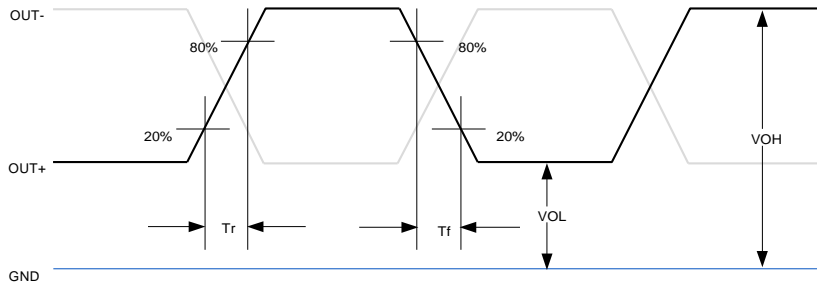 OUT-
80%
80%
20%
20%
VOH
OUT+
VOL
Tr
Tf
GND